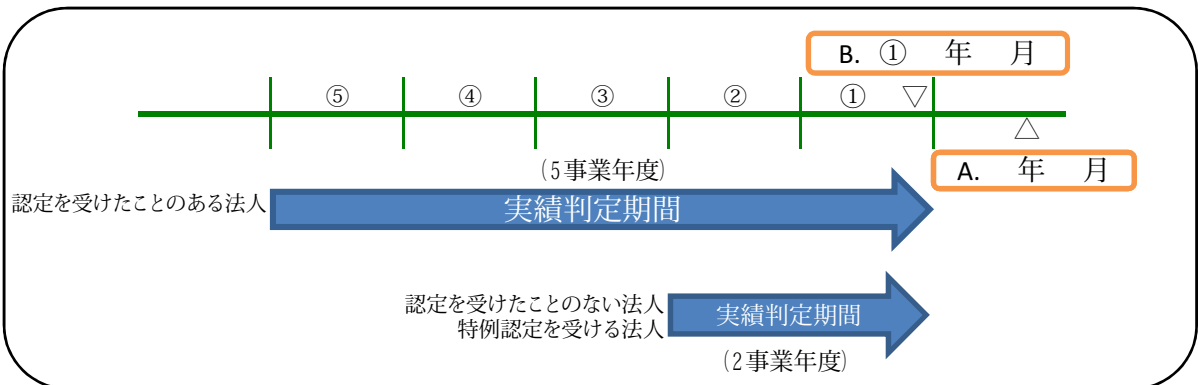 B. ① 年 月
⑤ ④ ③ ② ① ▽
△
(5事業年度)
A. 年 月
認定を受けたことのある法人
実績判定期間
認定を受けたことのない法人
特例認定を受ける法人
実績判定期間
(2事業年度)